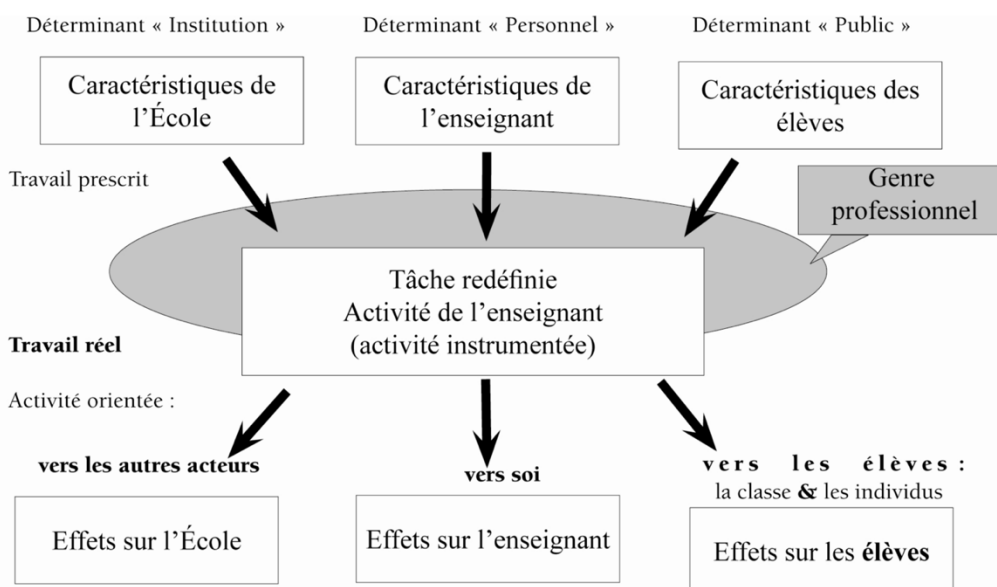 Déterminant « Institution »
Déterminant « Personnel »
Déterminant « Public »
Caractéristiques de
l’École
Caractéristiques de
l’enseignant
Caractéristiques des
élèves
Travail prescrit
Genre
professionnel
Tâche redéfinie
Activité de l’enseignant
(activité instrumentée)
Travail réel
Activité orientée :
vers les autres acteurs
vers soi
vers les élèves :
la classe & les individus
Effets sur l’École
Effets sur l’enseignant
Effets sur les élèves